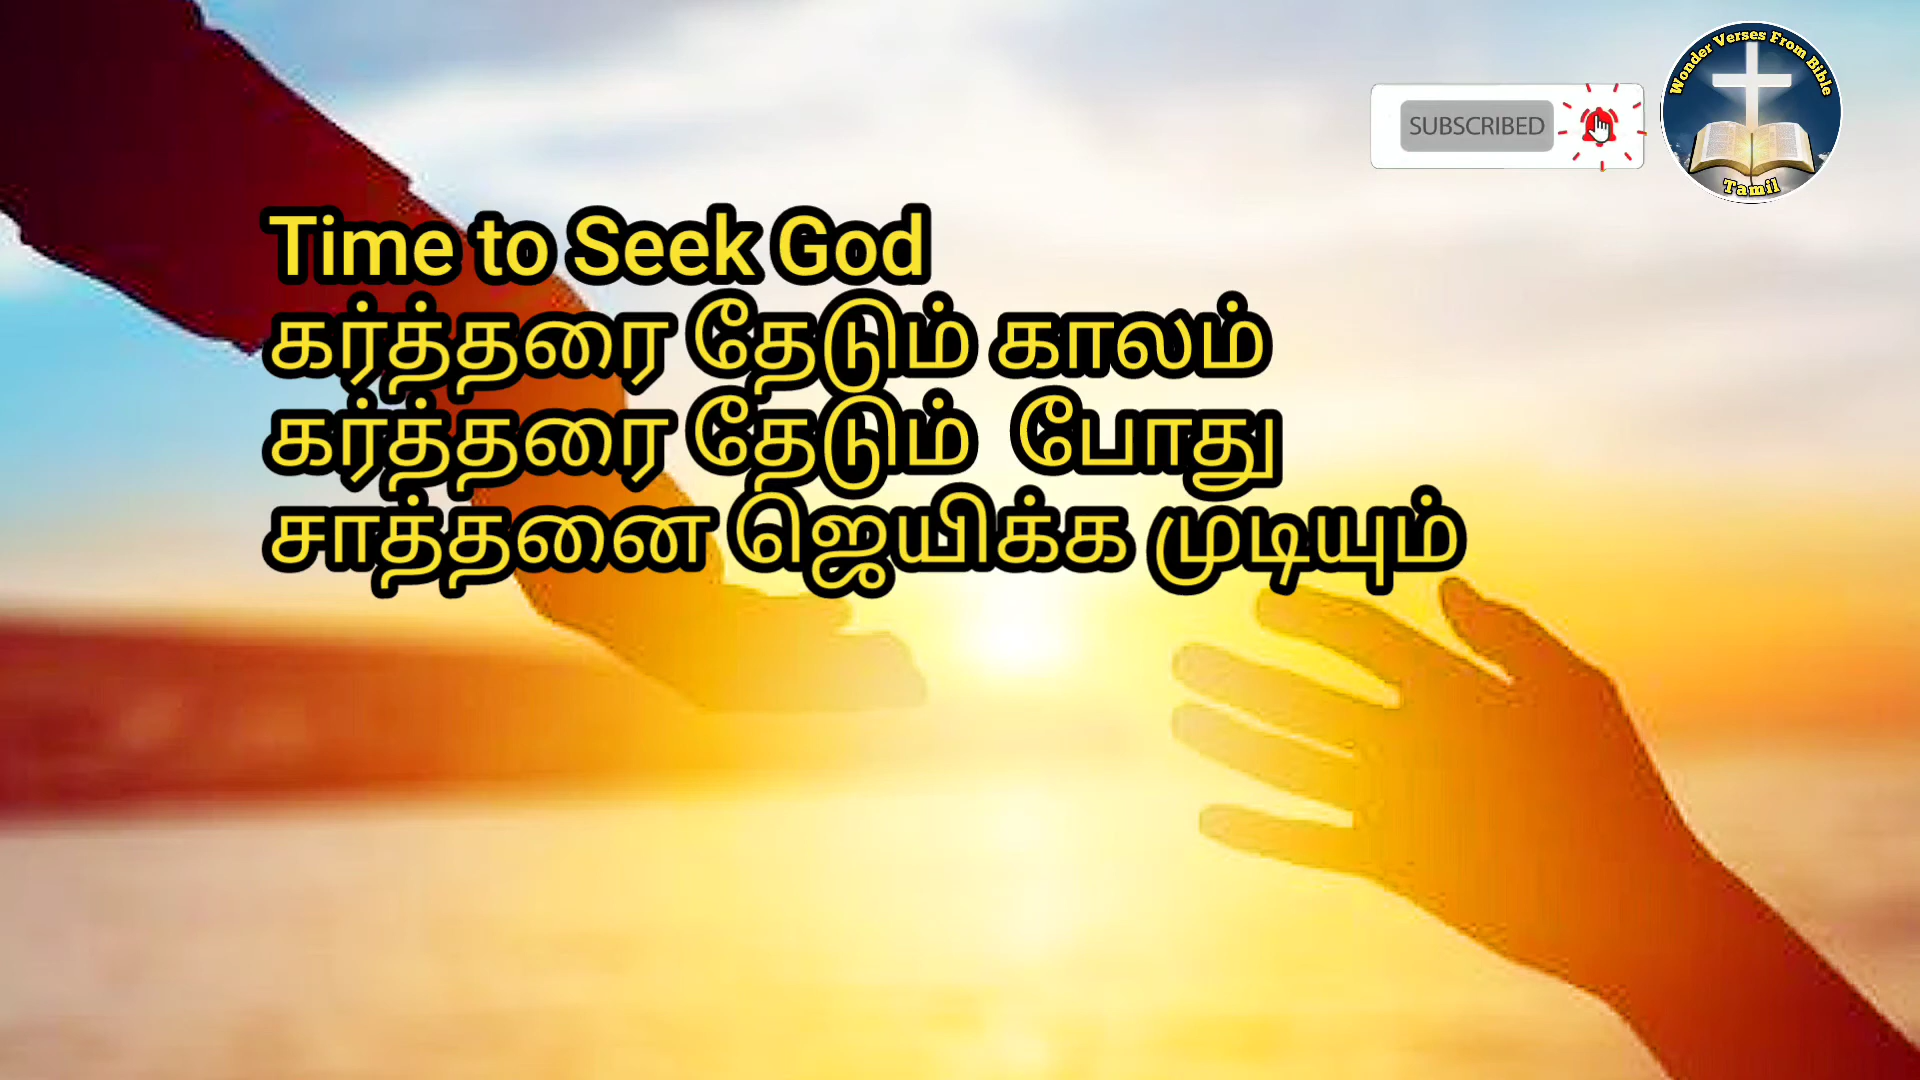 Wonder Verses From Bible
SUBSCRIBED
Tamil
Time to Seek God
கர்த்தரை தேடும் காலம்
கர்த்தரை தேடும் போது
சாத்தனை ஜெயிக்க முடியும்